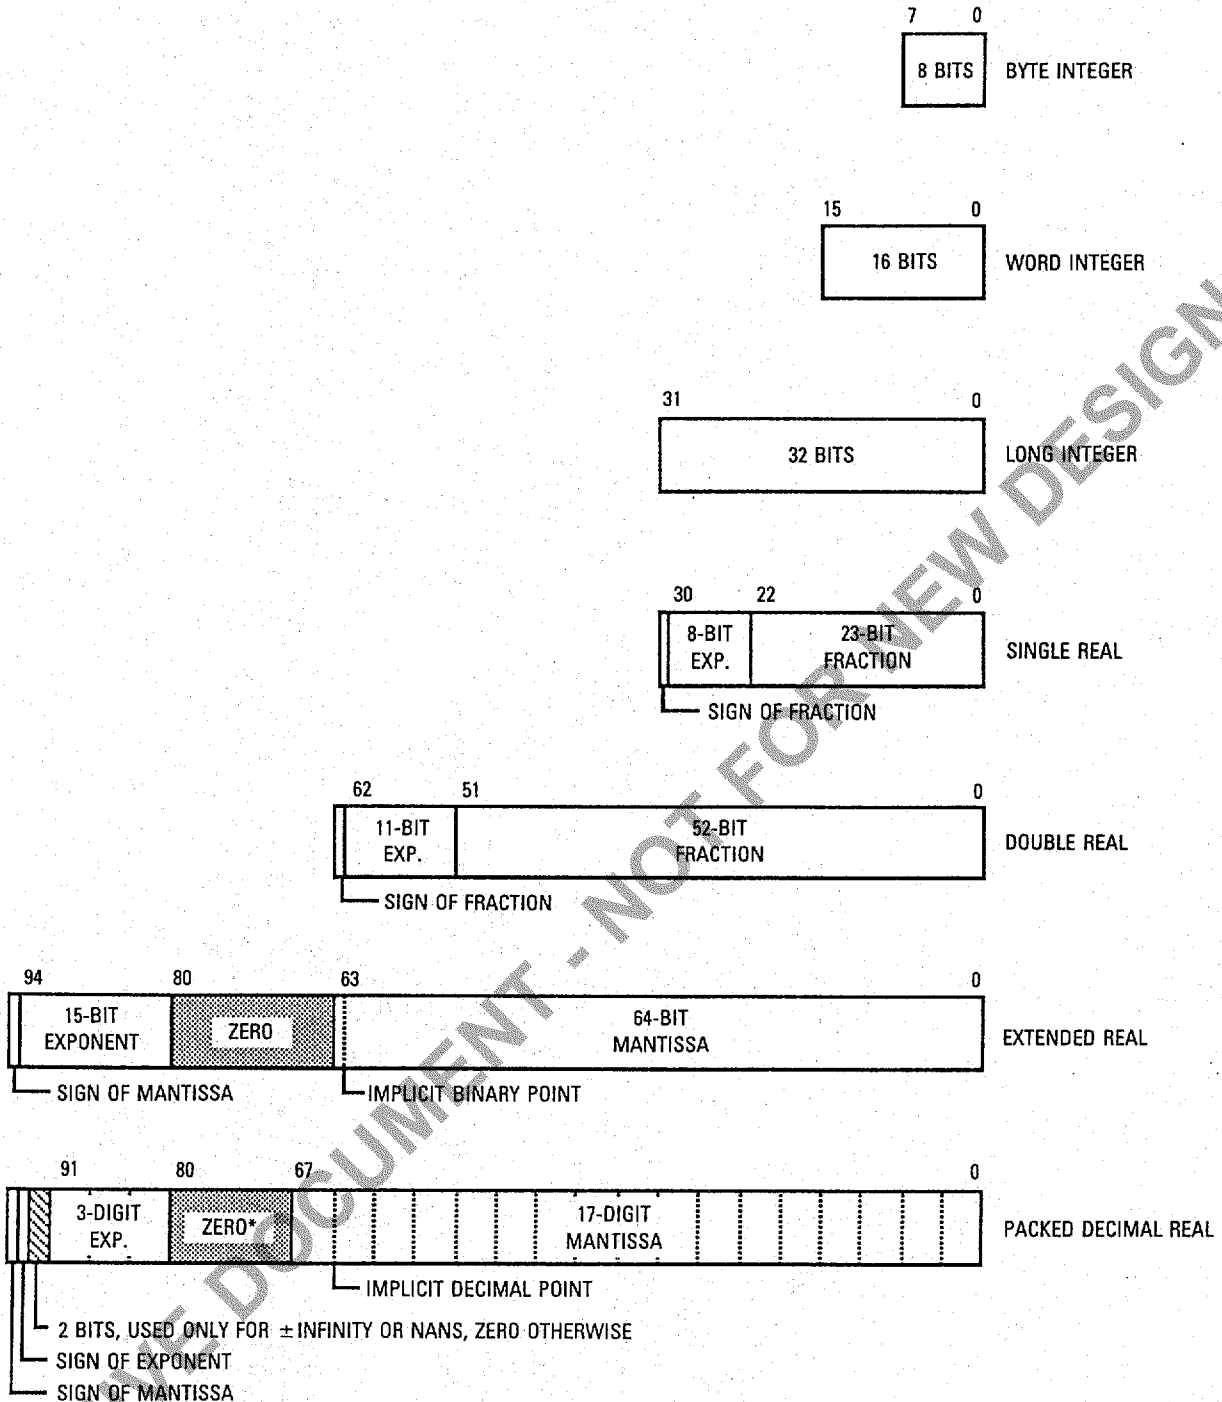 7 0
8 BITS BYTE INTEGER
15 0
16 BITS WORD INTEGER
31 0
32 BITS LONG INTEGER
30 22 0
8-BIT EXP. 23-BIT FRACTION SINGLE REAL
SIGN OF FRACTION
62 51 0
11-BIT EXP. 52-BIT FRACTION DOUBLE REAL
SIGN OF FRACTION
94 80 63 0
15-BIT EXPONENT ZERO 64-BIT MANTISSA EXTENDED REAL
SIGN OF MANTISSA IMPLICIT BINARY POINT
91 80 67 0
3-DIGIT EXP. ZERO* 17-DIGIT MANTISSA PACKED DECIMAL REAL
IMPLICIT DECIMAL POINT
2 BITS, USED ONLY FOR ±INFINITY OR NANS, ZERO OTHERWISE
SIGN OF EXPONENT
SIGN OF MANTISSA
DOCUMENT - NOT FOR NEW DESIGN